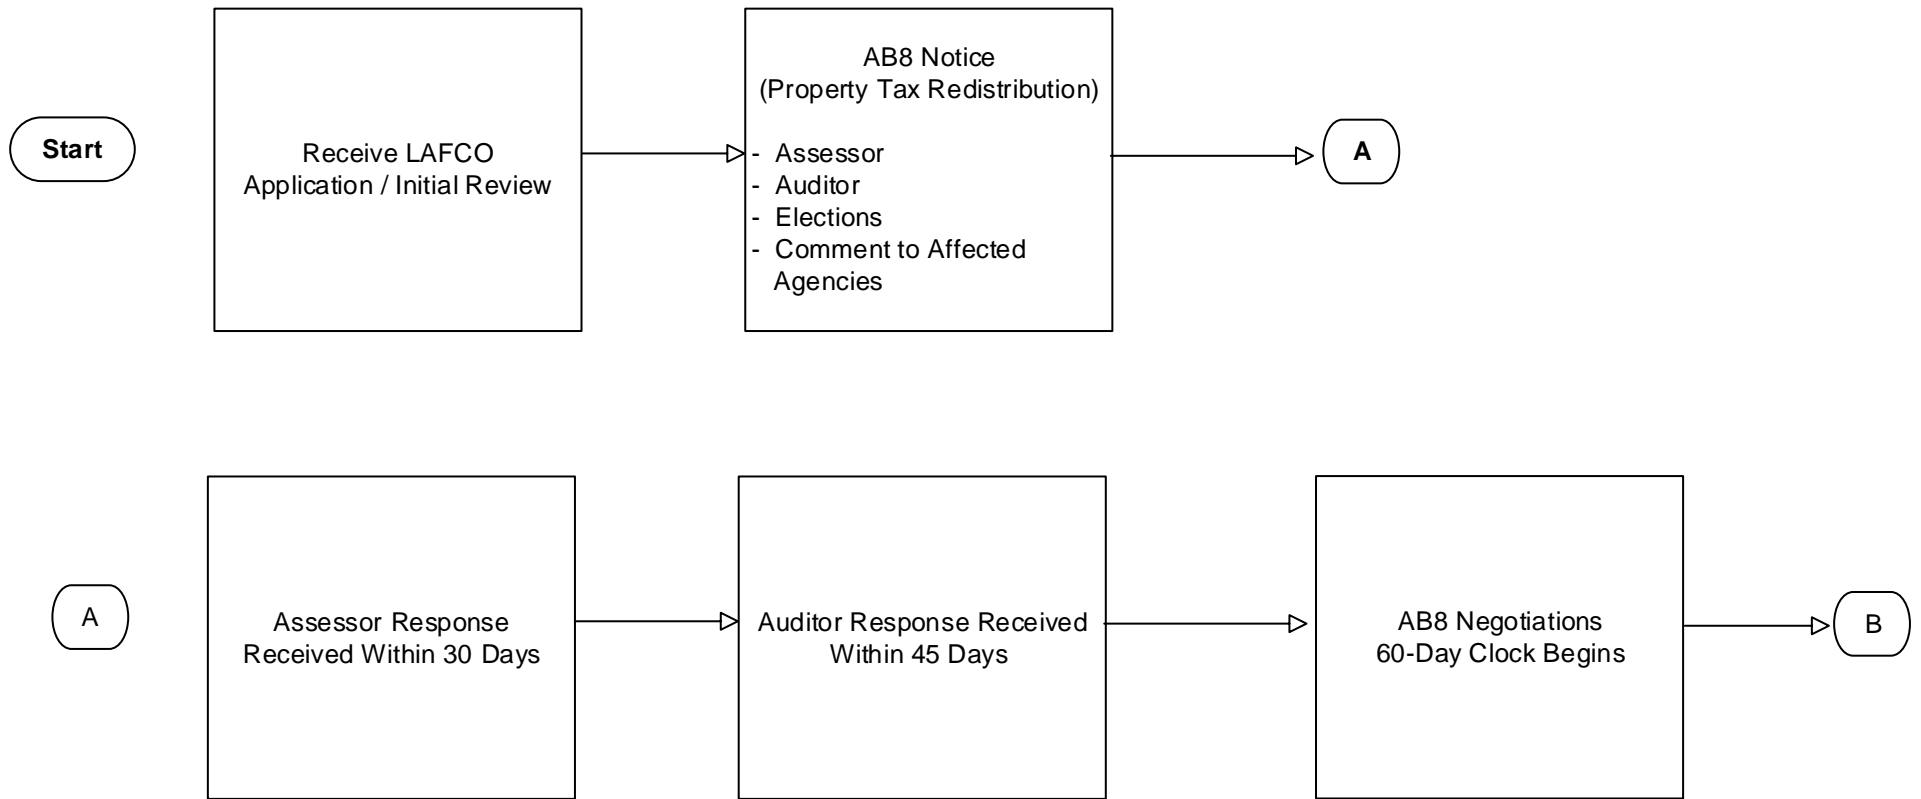 Start
Receive LAFCO
Application / Initial Review
AB8 Notice
(Property Tax Redistribution)
- Assessor
- Auditor
- Elections
- Comment to Affected
Agencies
A
A
Assessor Response
Received Within 30 Days
Auditor Response Received
Within 45 Days
AB8 Negotiations
60-Day Clock Begins
B